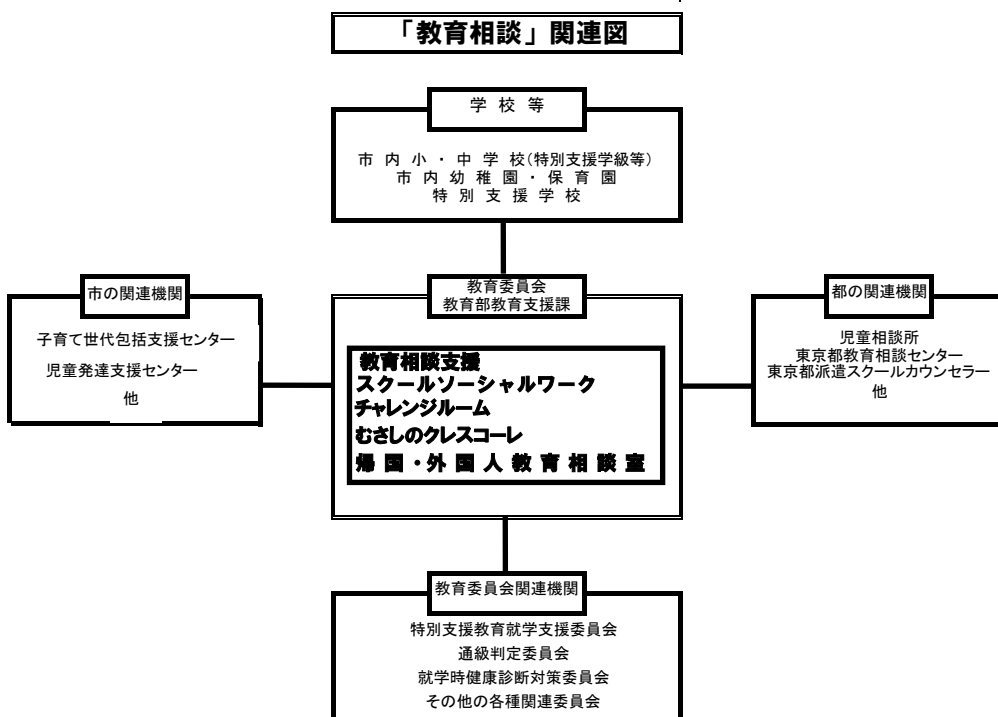 「教育相談」関連図
学校等
市内小・中学校(特別支援学級等)
市内幼稚園・保育園
特別支援学校
市の関連機関
子育て世代包括支援センター
児童発達支援センター
他
教育委員会
教育部教育支援課
教育相談支援
スクールソーシャルワーク
チャレンジルーム
むさしのクレスコーレ
帰国・外国人教育相談室
都の関連機関
児童相談所
東京都教育相談センター
東京都派遣スクールカウンセラー
他
教育委員会関連機関
特別支援教育就学支援委員会
通級判定委員会
就学時健康診断対策委員会
その他の各種関連委員会